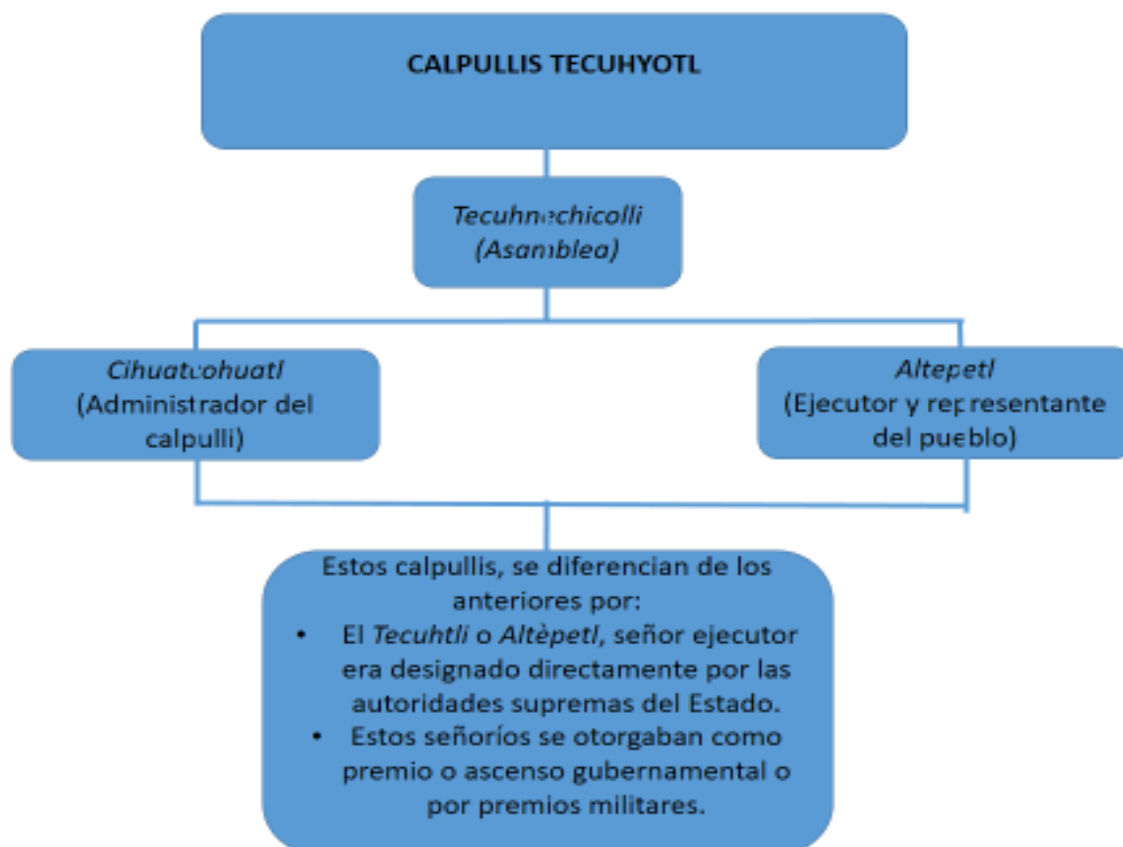 CALPULLIS TECUHYOTL
Tecuhnechicolli
(Asamblea)
Cihuatcohuatl
(Administrador del
calpulli)
Altepetl
(Ejecutor y representante
del pueblo)
Estos calpullis, se diferencian de los
anteriores por:
• El Tecuhtli o Altèpetl, señor ejecutor
era designado directamente por las
autoridades supremas del Estado.
• Estos señoríos se otorgaban como
premio o ascenso gubernamental o
por premios militares.